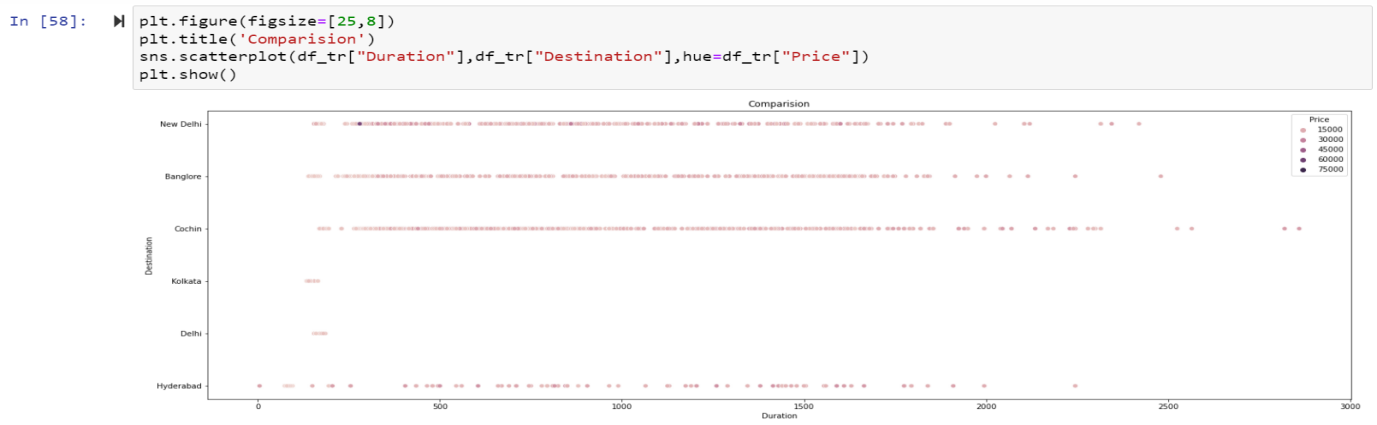 In [58]:
plt.figure(figsize=[25,8])
plt.title('Comparision')
sns.scatterplot(df_tr["Duration"],df_tr["Destination"],hue=df_tr["Price"])
plt.show()
Comparision
New Delhi
Banglore
Cochin
Kolkata
Delhi
Hyderabad
Destination
Price
15000
30000
45000
60000
75000
0 500 1000 1500 2000 2500 3000
Duration